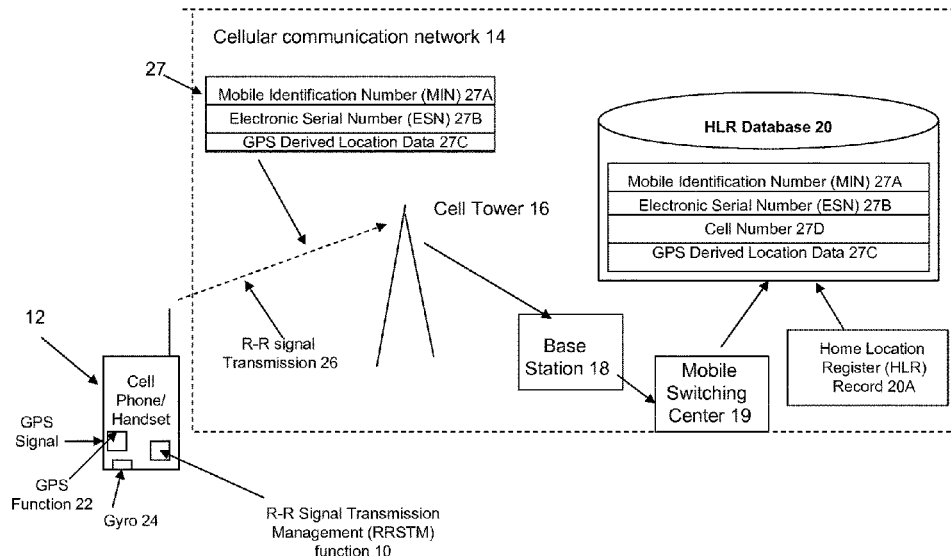 Cellular communication network 14
27
Mobile Identification Number (MIN) 27A
Electronic Serial Number (ESN) 27B
GPS Derived Location Data 27C
HLR Database 20
Mobile Identification Number (MIN) 27A
Electronic Serial Number (ESN) 27B
Cell Number 27D
GPS Derived Location Data 27C
Cell Tower 16
12
R-R signal
Transmission 26
Base
Station 18
Mobile
Switching
Center 19
Home Location
Register (HLR)
Record 20A
Cell
Phone/
Handset
GPS
Signal
GPS
Function 22
Gyro 24
R-R Signal Transmission
Management (RRSTM)
function 10